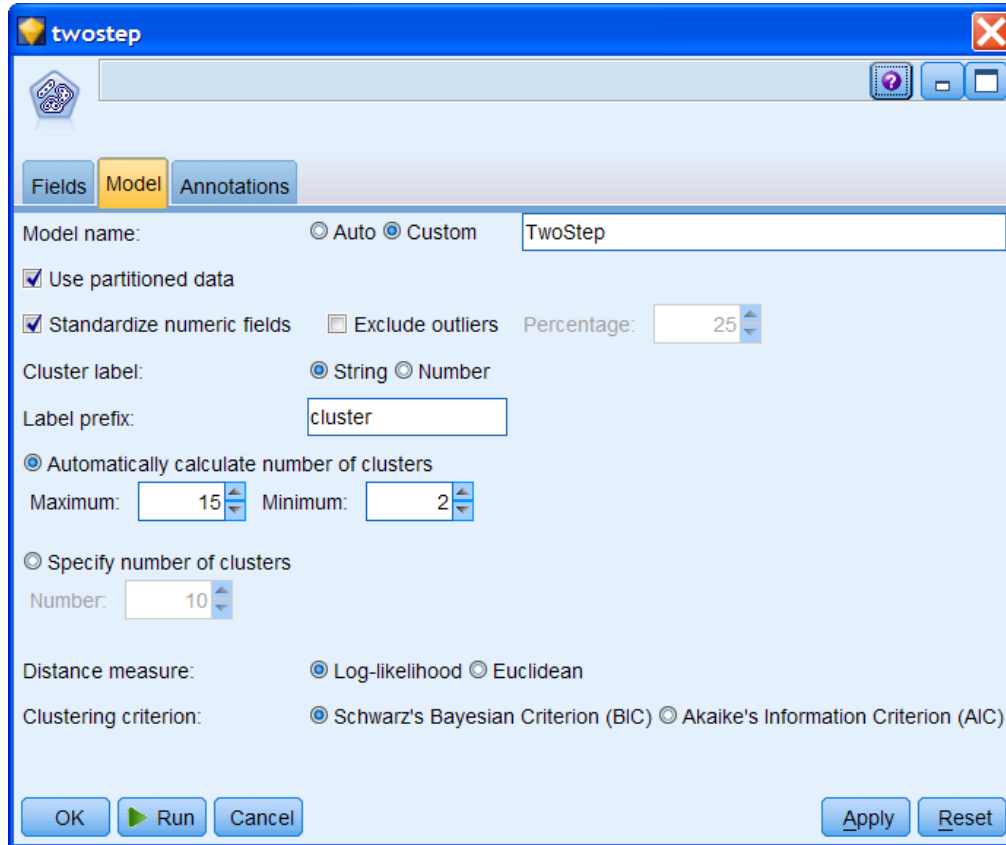 twostep
Fields Model Annotations
Model name: Auto Custom TwoStep
Use partitioned data
Standardize numeric fields Exclude outliers Percentage: 25
Cluster label: String Number
Label prefix: cluster
Automatically calculate number of clusters
Maximum: 15 Minimum: 2
Specify number of clusters
Number: 10
Distance measure: Log-likelihood Euclidean
Clustering criterion: Schwarz's Bayesian Criterion (BIC) Akaike's Information Criterion (AIC)
OK Run Cancel Apply Reset